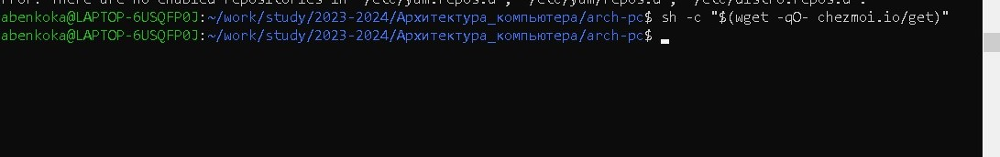 There are no enabled repositories in "/etc/yum.repos.d", "/etc/yum/repos.d", "/etc/distro.repos.d".
abenkoka@LAPTOP-6USQFP0J:~/work/study/2023-2024/Архитектура_компьютера/arch-pc$ sh -c "$(wget -qO- chezmoi.io/get)"
abenkoka@LAPTOP-6USQFP0J:~/work/study/2023-2024/Архитектура_компьютера/arch-pc$